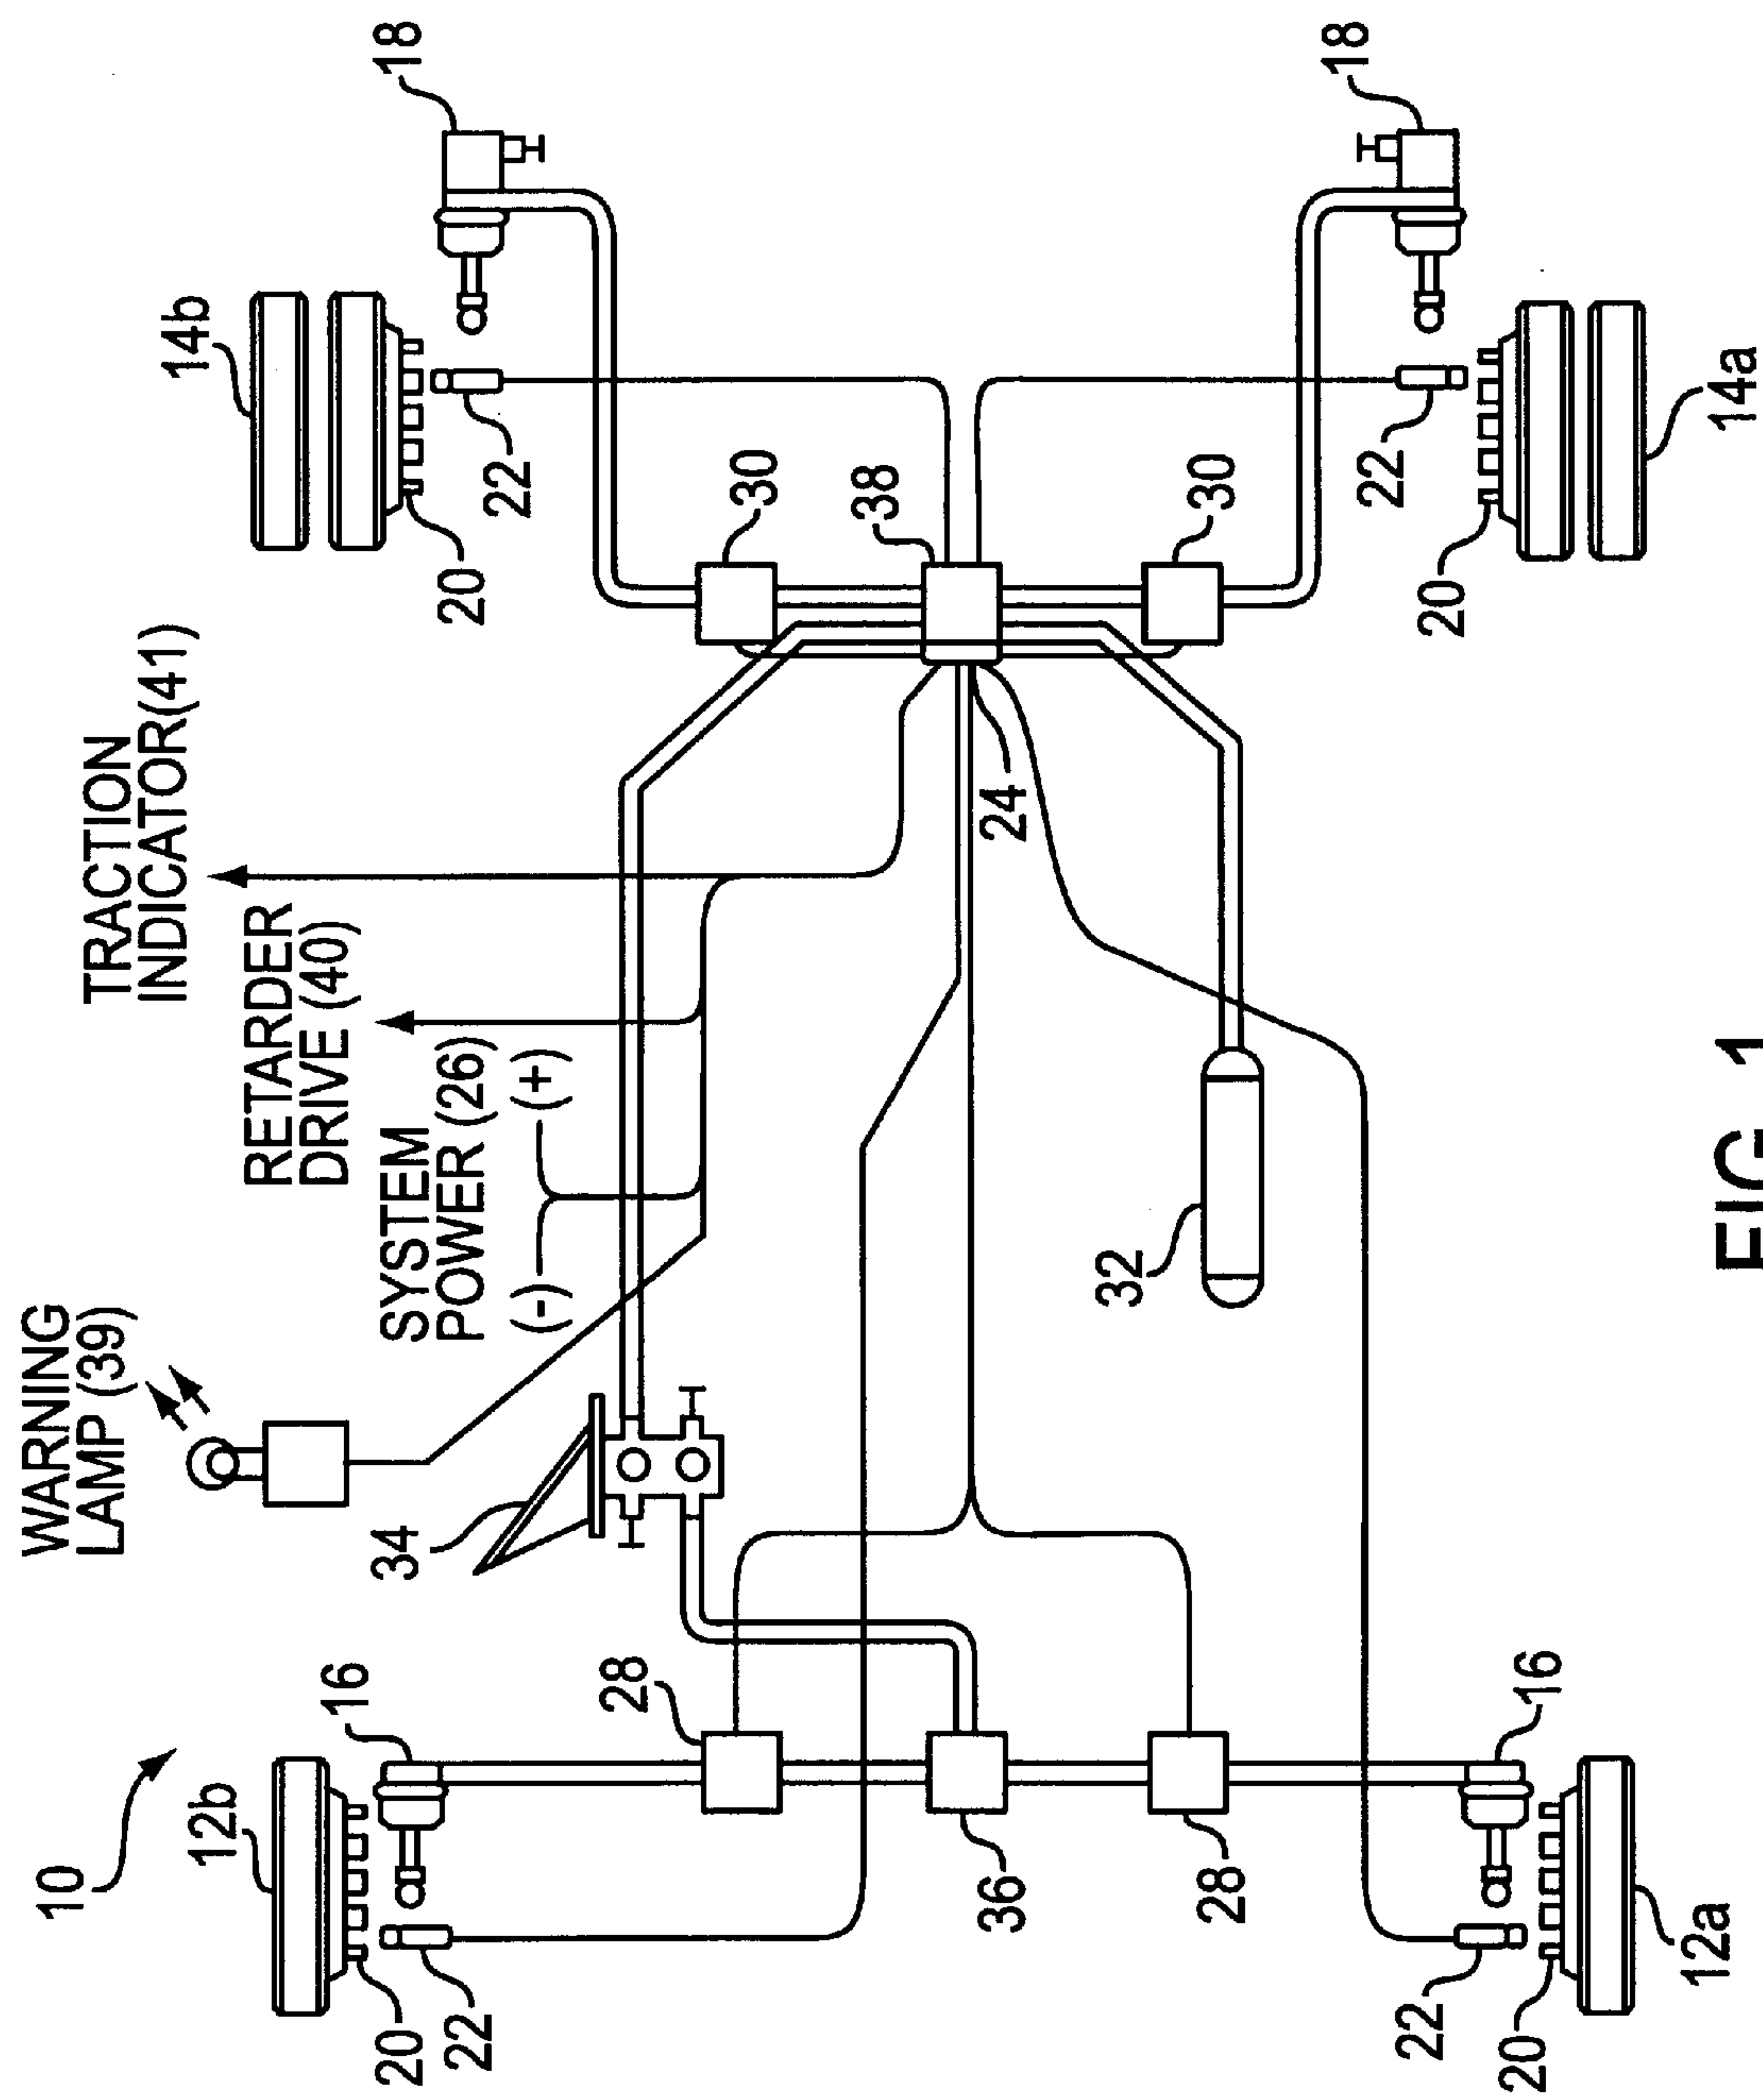 10
12b
20
22
16
WARNING
LAMP (39)
34
28
SYSTEM
POWER (26)
(-)
(+)
RETARDER
DRIVE (40)
TRACTION
INDICATOR(41)
14b
20
22
18
30
38
30
24
36
28
32
16
22
20
12a
22
20
14a
18
FIG. 1